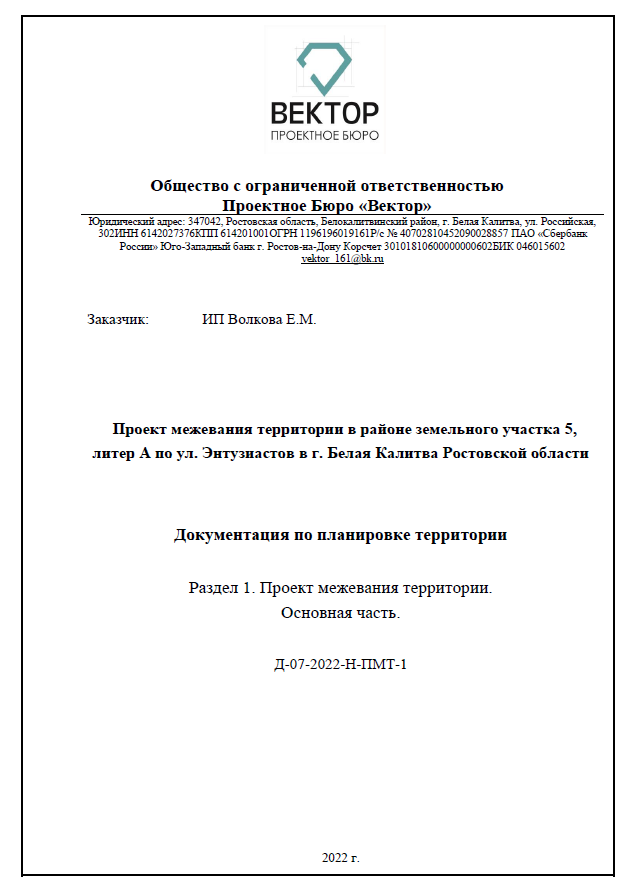 ВЕКТОР
ПРОЕКТНОЕ БЮРО
Общество с ограниченной ответственностью
Проектное Бюро «Вектор»
Юридический адрес: 347042, Ростовская область, Белокалитвинский район, г. Белая Калитва, ул. Российская,
302ИНН 6142027376КПП 614201001ОГРН 1196196019161Р/с № 40702810452090028857 ПАО «Сбербанк
России» Юго-Западный банк г. Ростов-на-Дону Корсчет 30101810600000000602БИК 046015602
vektor_161@bk.ru
Заказчик: ИП Волкова Е.М.
Проект межевания территории в районе земельного участка 5,
литер А по ул. Энтузиастов в г. Белая Калитва Ростовской области
Документация по планировке территории
Раздел 1. Проект межевания территории.
Основная часть.
Д-07-2022-Н-ПМТ-1
2022 г.